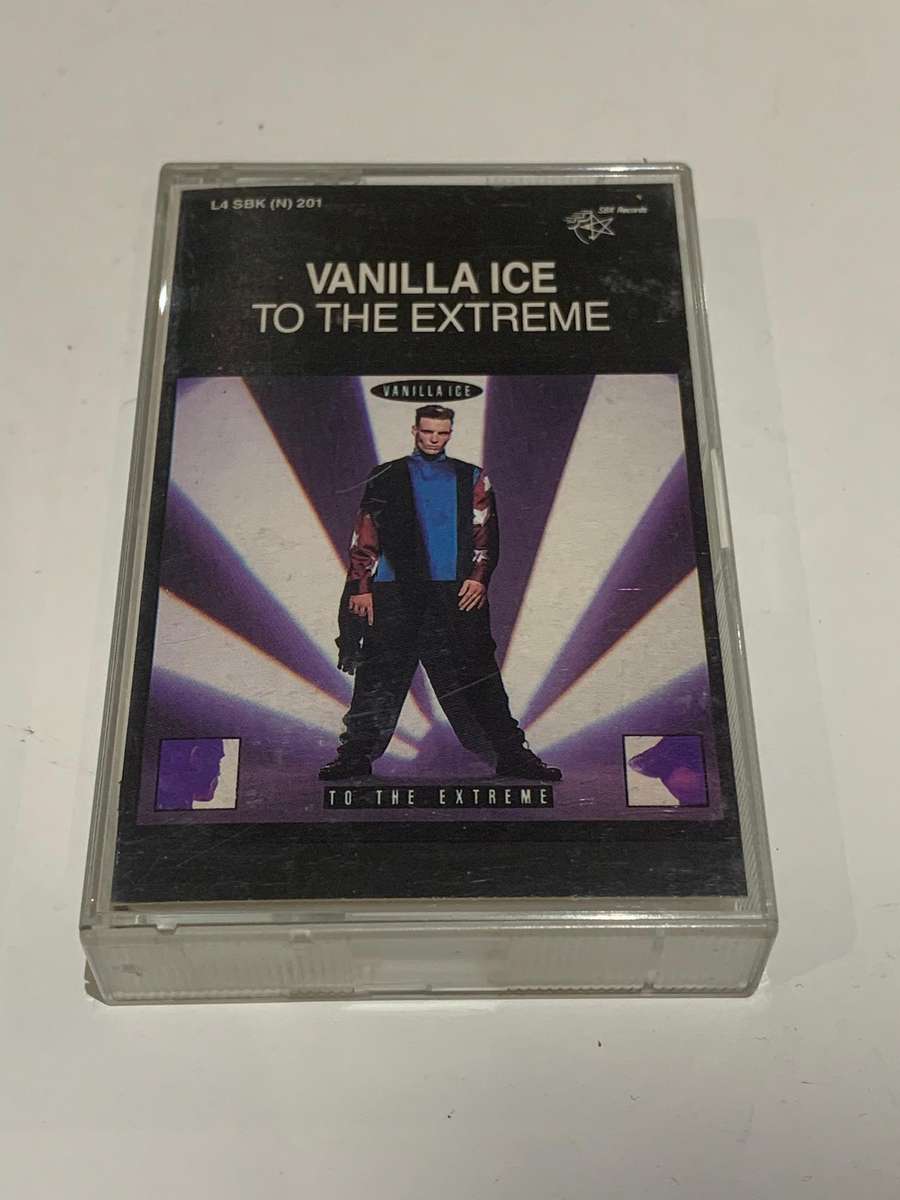 L4 SBK (N) 201
SBK Records
VANILLA ICE
TO THE EXTREME
VANILLA ICE
TO THE EXTREME